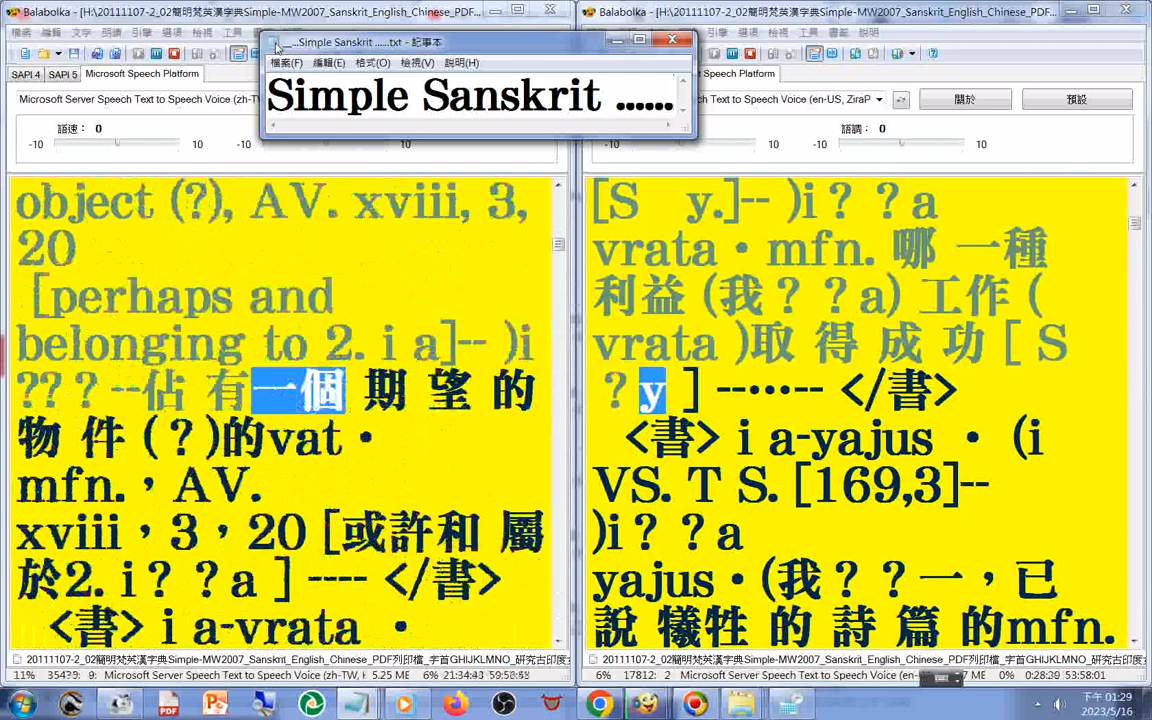 Balabolka - [H:\20111107-2_02簡明梵英漢字典Simple-MW2007_Sanskrit_English_Chinese_PDF...
Balabolka - [H:\20111107-2_02簡明梵英漢字典Simple-MW2007_Sanskrit_English_Chinese_PDF...
檔案 編輯 文字 朗讀
...Simple Sanskrit ......txt - 記事本
檔案(F) 編輯(E) 格式(O) 檢視(V) 說明(H)
Simple Sanskrit ......
SAPI 4 SAPI 5 Microsoft Speech Platform
t Speech Platform
Microsoft Server Speech Text to Speech Voice (zh-TW
Microsoft Server Speech Text to Speech Voice (en-US, ZiraP
關於 預設
語速： 0
-10 10 -10 10
語調： 0
-10 10 -10 10
object (?), AV. xviii, 3,
20
[perhaps and
belonging to 2. i a]-- )i
??？--佔 有一個 期 望 的
物 件 (？)的vat‧
mfn.，AV.
xviii，3，20 [或許和 屬
於2. i？？a ] ---- </書>
<書> i a-vrata ‧
[S y.]-- )i？？a
vrata‧mfn. 哪 一種
利益 (我？？a) 工作 (
vrata )取 得 成 功 [ S
？y ] --‧‧‧-- </書>
<書> i a-yajus ‧ (i
VS. T S. [169,3]--
)i？？a
yajus‧(我？？一，已
說 犧牲 的 詩 篇 的mfn.
20111107-2_02簡明梵英漢字典Simple-MW2007_Sanskrit_English_Chinese_PDF列印檔_字首GHIJKLMNO_研究古印度
20111107-2_02簡明梵英漢字典Simple-MW2007_Sanskrit_English_Chinese_PDF列印檔_字首GHIJKLMNO_研究古印度
11% Microsoft Server Speech Text to Speech Voice (zh-TW, 5.25 ME 6% 21:34:43
6% 17812: 2 Microsoft Server Speech Text to Speech Voice 0% 0:28:39 53:58:01
下午 01:29
2023/5/16